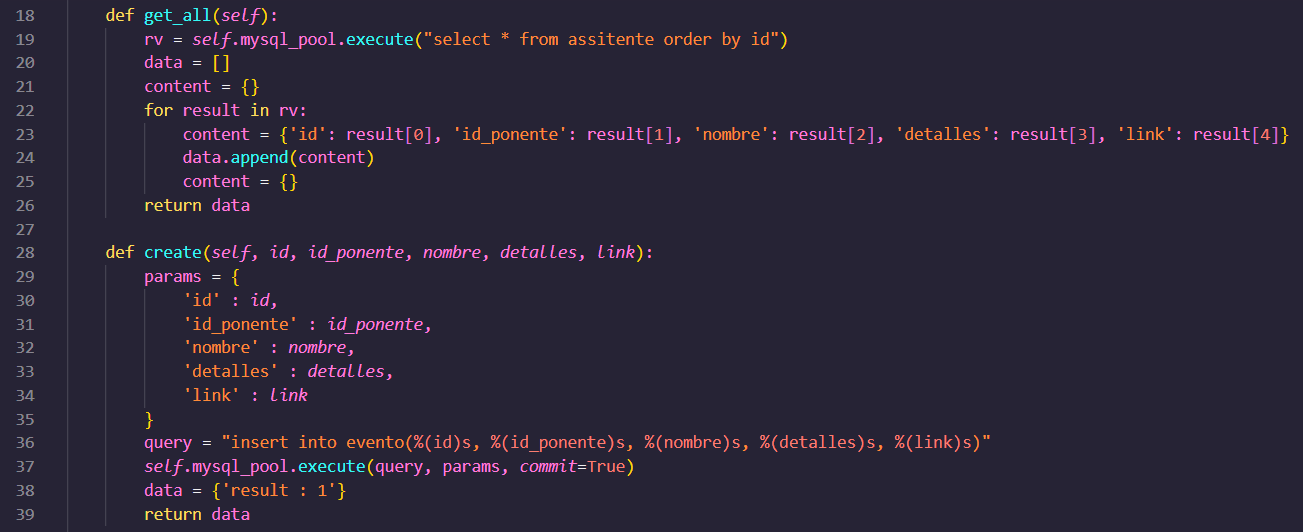 18 def get_all(self):
19 rv = self.mysql_pool.execute("select * from assitente order by id")
20 data = []
21 content = {}
22 for result in rv:
23 content = {'id': result[0], 'id_ponente': result[1], 'nombre': result[2], 'detalles': result[3], 'link': result[4]}
24 data.append(content)
25 content = {}
26 return data
27
28 def create(self, id, id_ponente, nombre, detalles, link):
29 params = {
30 'id' : id,
31 'id_ponente' : id_ponente,
32 'nombre' : nombre,
33 'detalles' : detalles,
34 'link' : link
35 }
36 query = "insert into evento(%(id)s, %(id_ponente)s, %(nombre)s, %(detalles)s, %(link)s)"
37 self.mysql_pool.execute(query, params, commit=True)
38 data = {'result : 1'}
39 return data